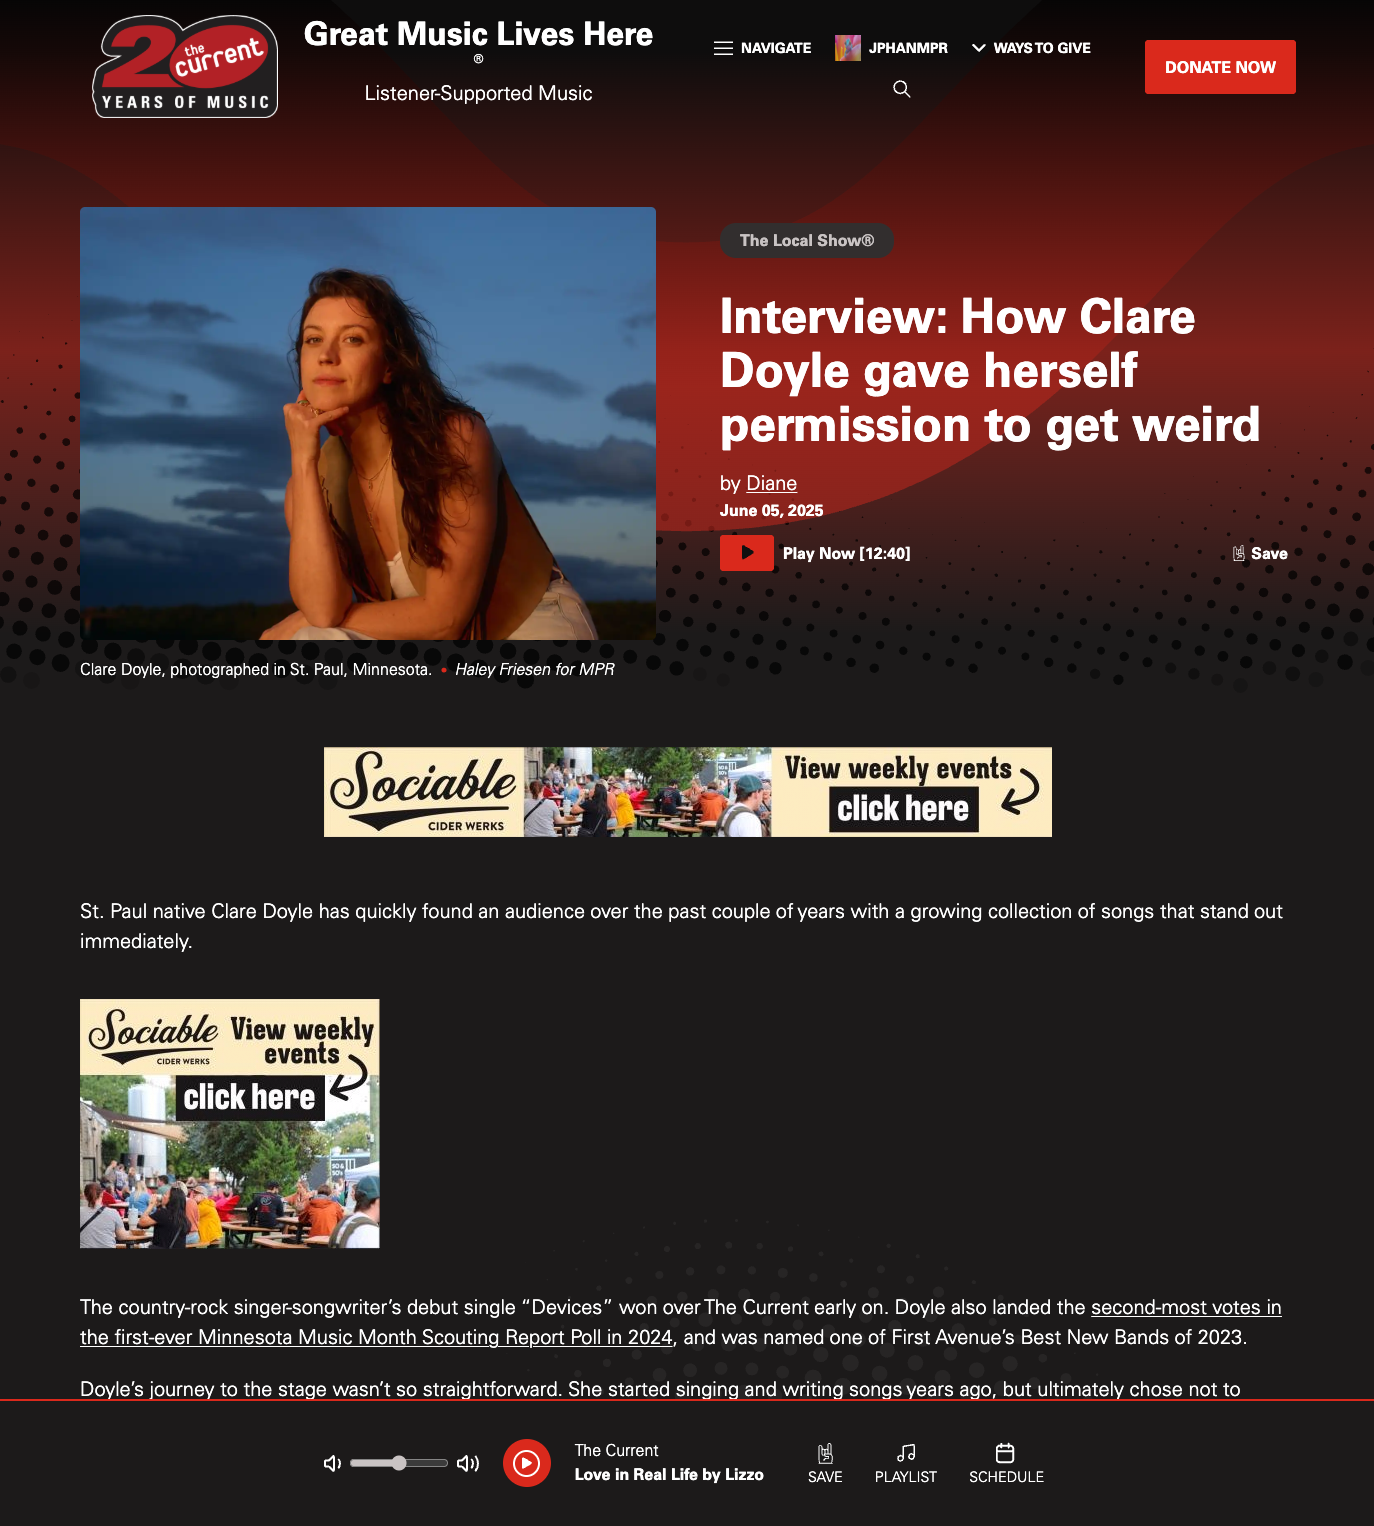 20
the
current
YEARS OF MUSIC
Great Music Lives Here
®
Listener-Supported Music
NAVIGATE
JPHANMPR
WAYS TO GIVE
DONATE NOW
The Local Show®
Interview: How Clare
Doyle gave herself
permission to get weird
by Diane
June 05, 2025
Play Now [12:40]
Save
Clare Doyle, photographed in St. Paul, Minnesota. • Haley Friesen for MPR
Sociable
CIDER WERKS
View weekly events
click here
St. Paul native Clare Doyle has quickly found an audience over the past couple of years with a growing collection of songs that stand out
immediately.
Sociable
CIDER WERKS
View weekly
events
click here
The country-rock singer-songwriter’s debut single “Devices” won over The Current early on. Doyle also landed the second-most votes in
the first-ever Minnesota Music Month Scouting Report Poll in 2024, and was named one of First Avenue’s Best New Bands of 2023.
Doyle’s journey to the stage wasn’t so straightforward. She started singing and writing songs years ago, but ultimately chose not to
The Current
Love in Real Life by Lizzo
SAVE
PLAYLIST
SCHEDULE